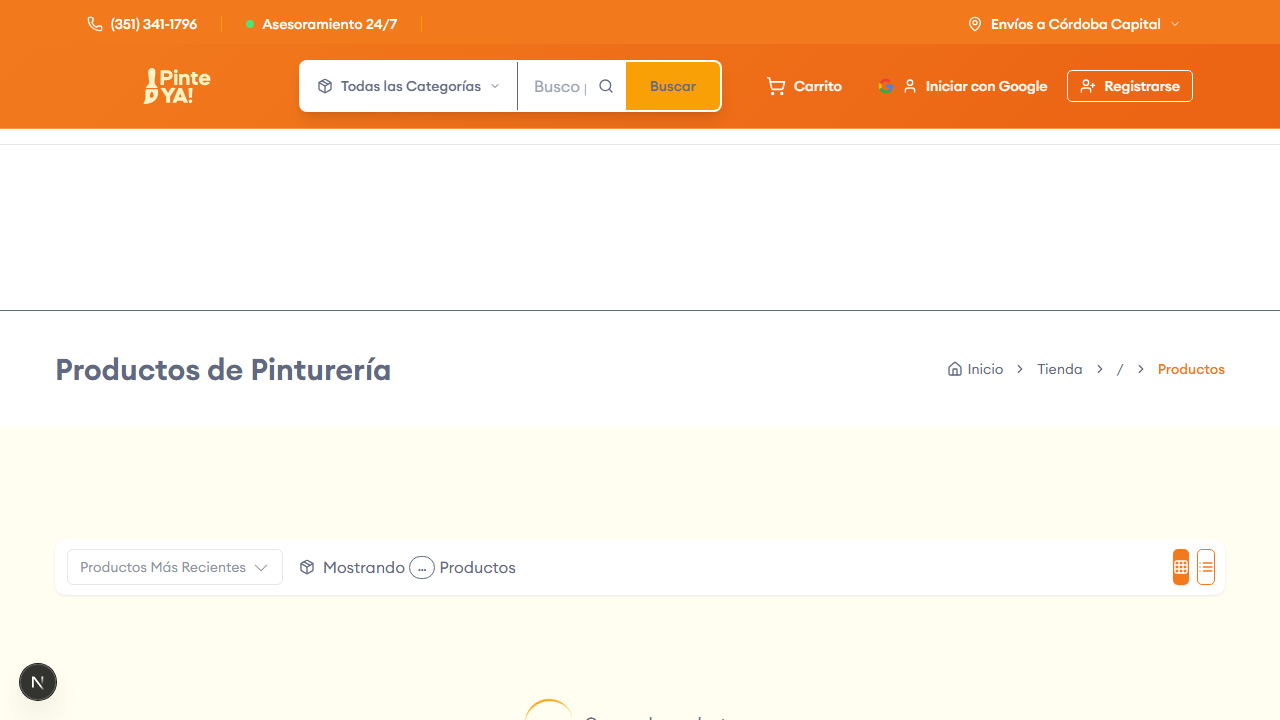 (351) 341-1796
Asesoramiento 24/7
Envíos a Córdoba Capital
Pinte YA!
Todas las Categorías
Busco
Buscar
Carrito
Iniciar con Google
Registrarse
Productos de Pinturería
Inicio > Tienda > / > Productos
Productos Más Recientes
Mostrando ... Productos
N